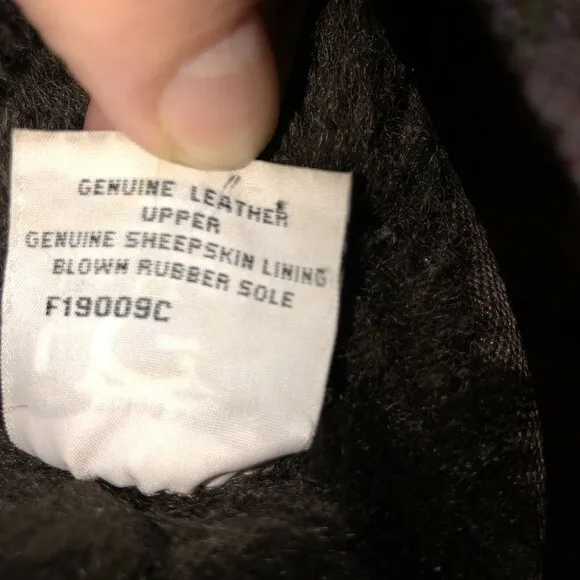 GENUINE LEATHER
UPPER
GENUINE SHEEPSKIN LINING
BLOWN RUBBER SOLE
F19009C